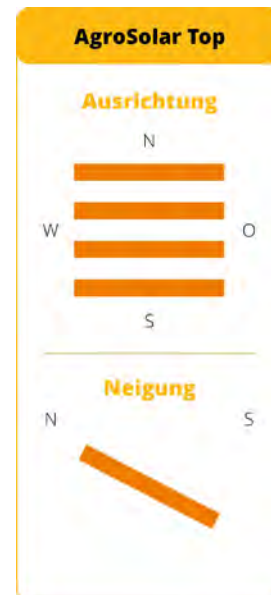 AgroSolar Top
Ausrichtung
N
W O
S
Neigung
N S